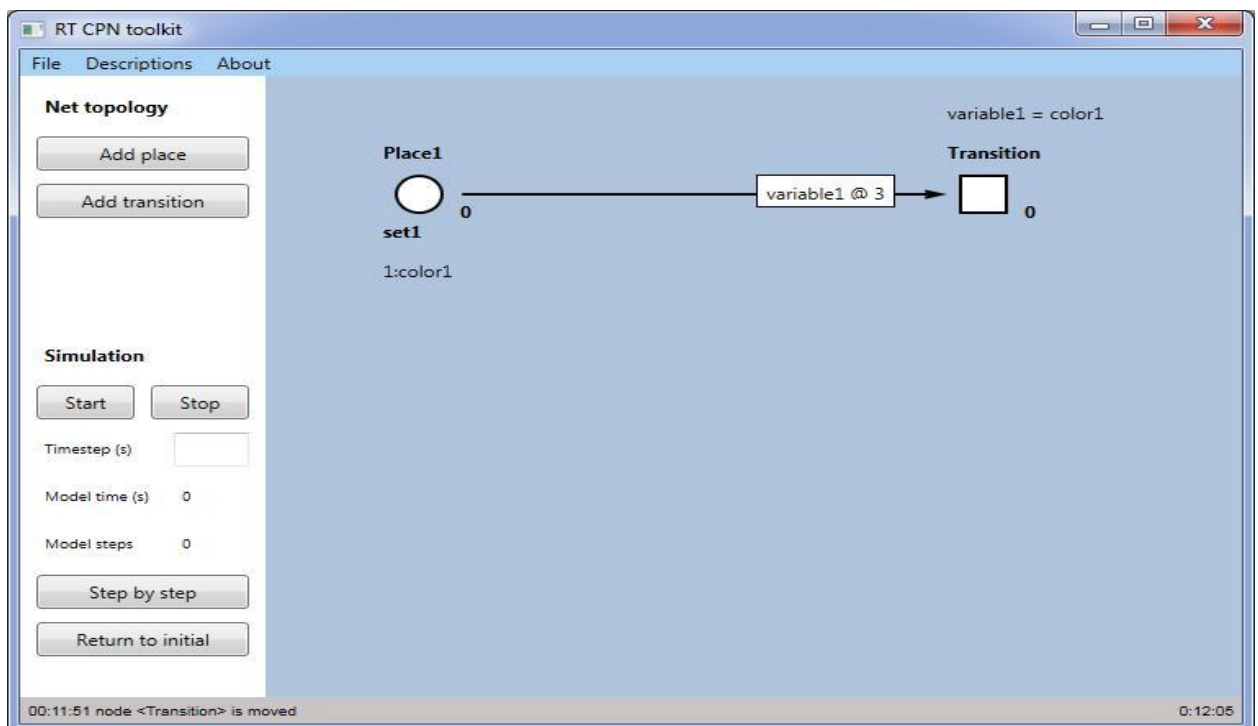 RT CPN toolkit
File Descriptions About
Net topology
Add place
Add transition
Simulation
Start Stop
Timestep (s)
Model time (s) 0
Model steps 0
Step by step
Return to initial
variable1 = color1
Place1
Transition
variable1 @ 3
0
0
set1
1:color1
00:11:51 node <Transition> is moved
0:12:05